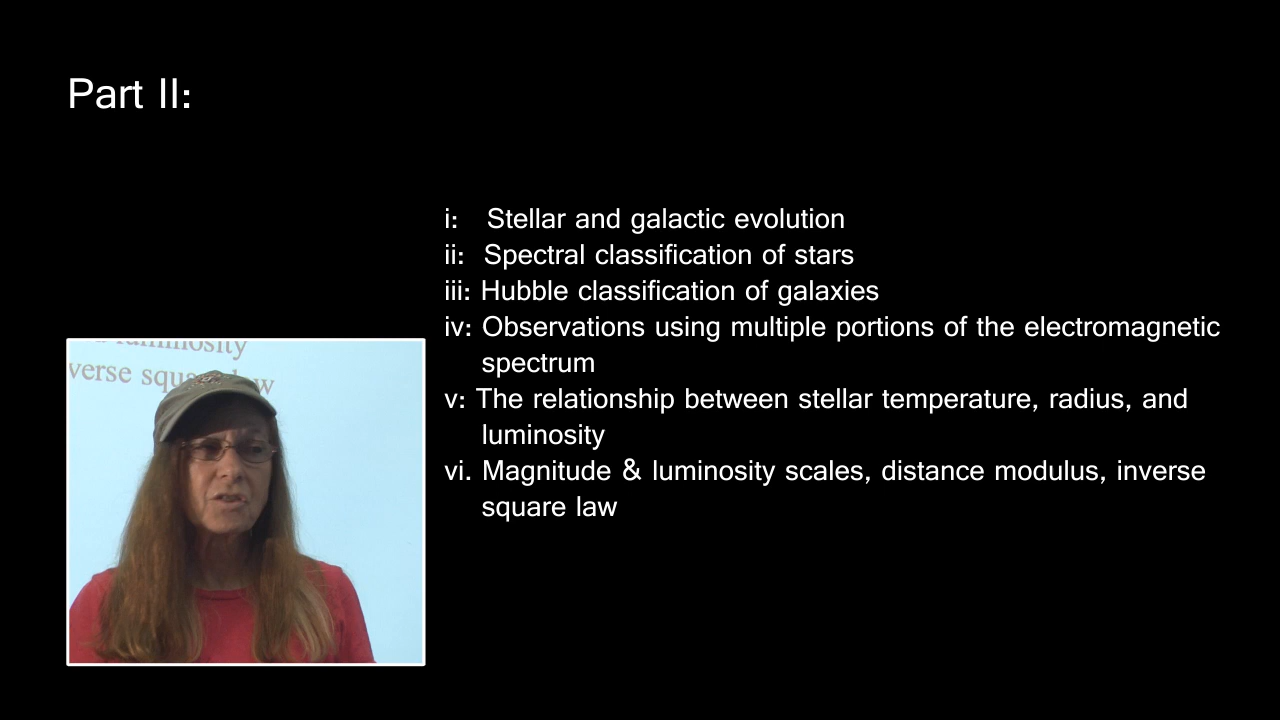 Part II:
i: Stellar and galactic evolution
ii: Spectral classification of stars
iii: Hubble classification of galaxies
iv: Observations using multiple portions of the electromagnetic
spectrum
v: The relationship between stellar temperature, radius, and
luminosity
vi. Magnitude & luminosity scales, distance modulus, inverse
square law
luminosity
verse square law